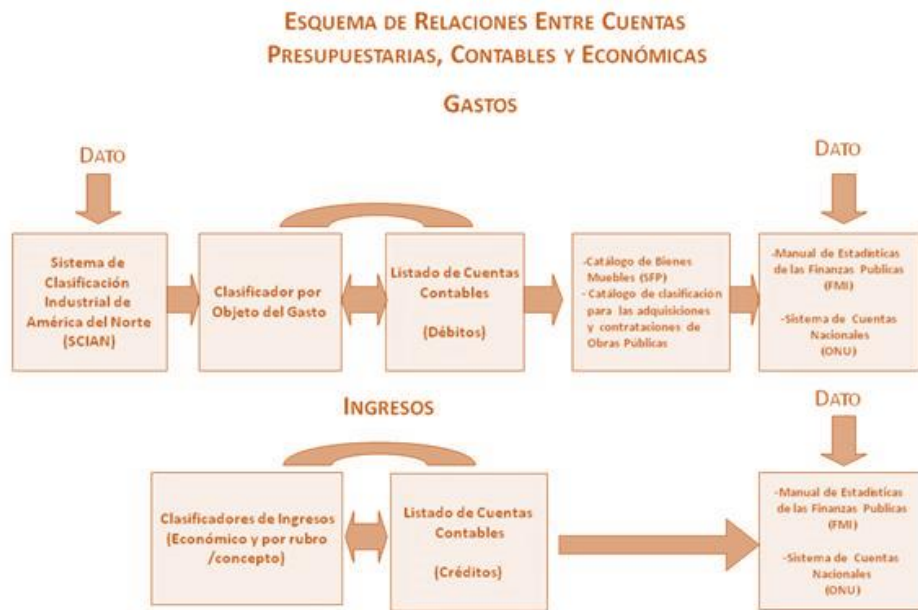 ESQUEMA DE RELACIONES ENTRE CUENTAS
PRESUPUESTARIAS, CONTABLES Y ECONÓMICAS
GASTOS
DATO
DATO
Sistema de
Clasificación
Industrial de
América del Norte
(SCIAN)
Clasificador por
Objeto del Gasto
Listado de Cuentas
Contables
(Débitos)
-Catálogo de Bienes
Muebles (SFP)
- Catálogo de clasificación
para las adquisiciones
y contrataciones de
Obras Públicas
-Manual de Estadísticas
de las Finanzas Publicas
(FMI)
-Sistema de Cuentas
Nacionales
(ONU)
INGRESOS
DATO
Clasificadores de Ingresos
(Económico y por rubro
/concepto)
Listado de Cuentas
Contables
(Créditos)
-Manual de Estadísticas
de las Finanzas Publicas
(FMI)
-Sistema de Cuentas
Nacionales
(ONU)